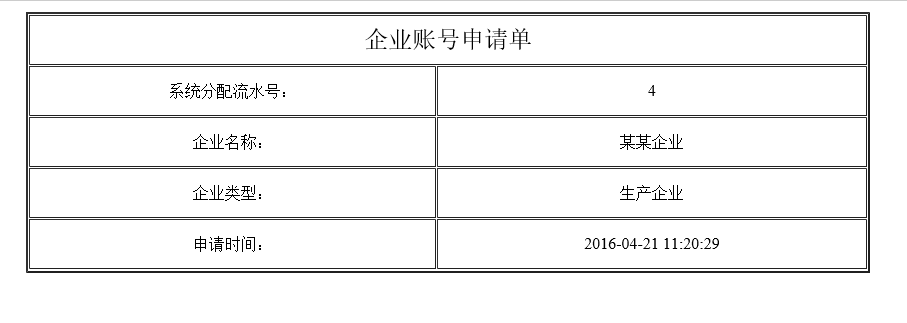 企业账号申请单
系统分配流水号： 4
企业名称： 某某企业
企业类型： 生产企业
申请时间： 2016-04-21 11:20:29